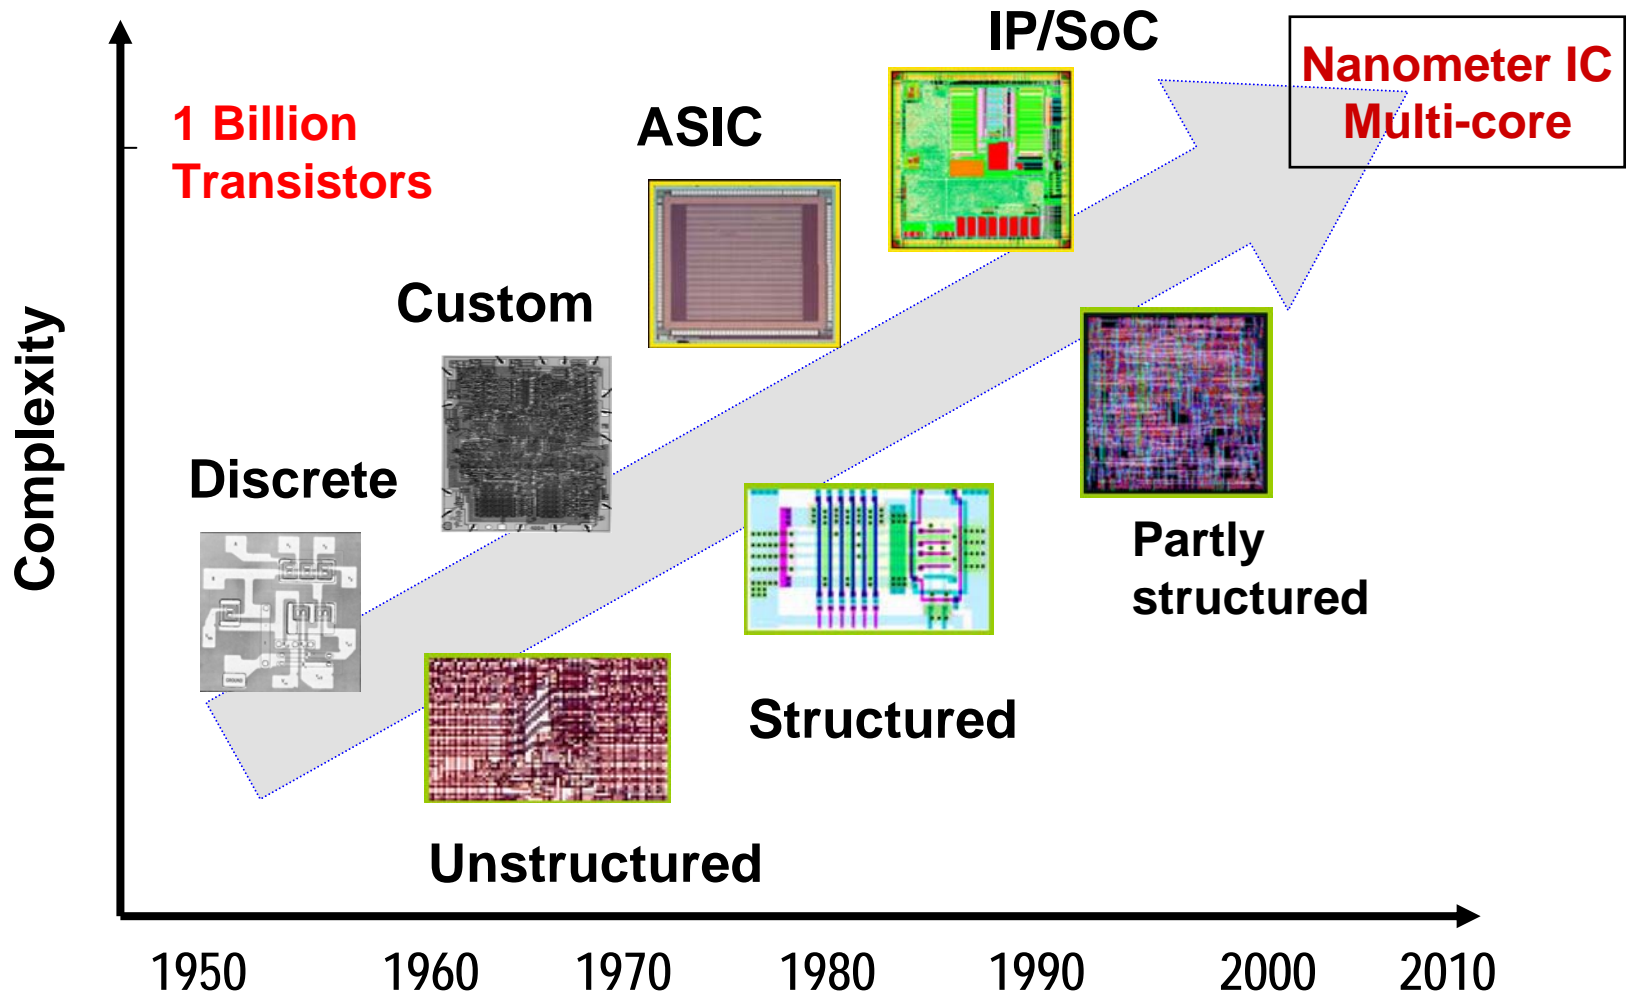 IP/SoC
Nanometer IC
Multi-core
1 Billion
Transistors
ASIC
Custom
Discrete
Complexity
Partly
structured
Structured
Unstructured
GROUND
1950 1960 1970 1980 1990 2000 2010